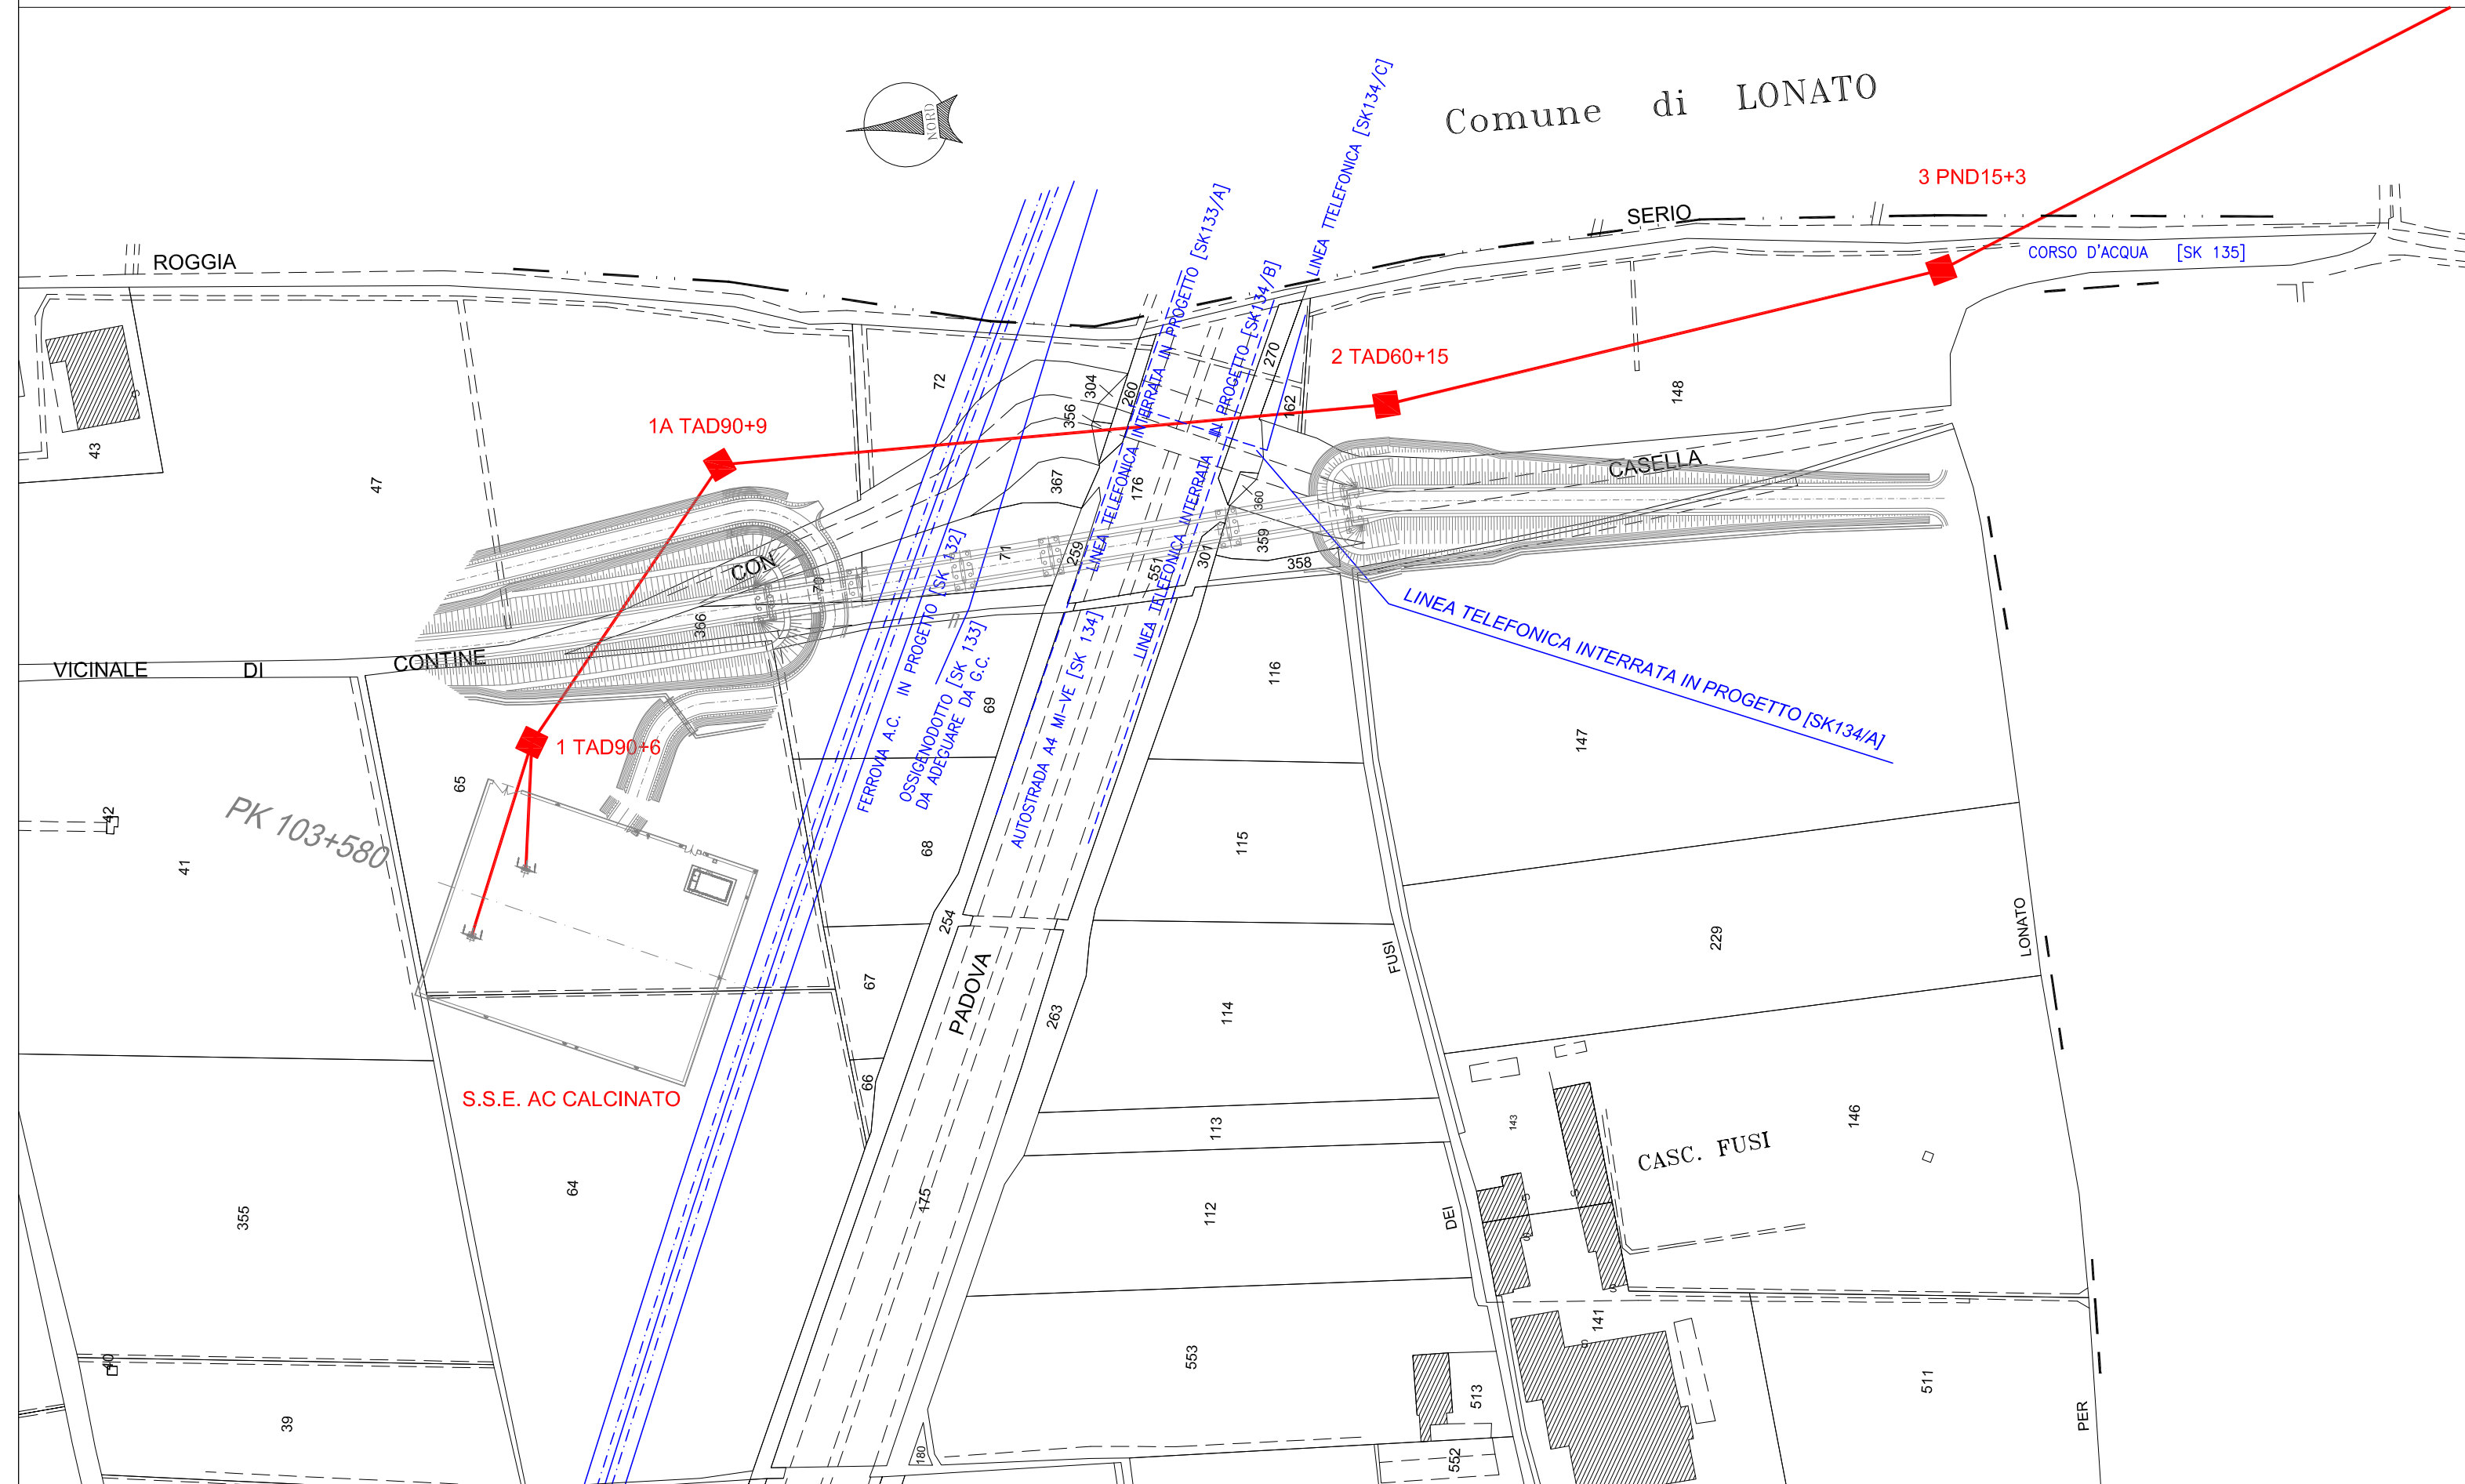 Comune di LONATO
NORD
3 PND15+3
SERIO
CORSO D'ACQUA [SK 135]
ROGGIA
LINEA TTELEFONICA [SK134/C]
LINEA TELEFONICA INTERRATA IN PROGETTO [SK133/A]
LINEA TELEFONICA INTERRATA IN PROGETTO [SK134/B]
2 TAD60+15
1A TAD90+9
72
304
356
260
270
162
148
43
47
367
176
360
359
358
CASELLA
CON
70
71
259
551
301
366
VICINALE DI CONTINE
LINEA TELEFONICA INTERRATA IN PROGETTO [SK134/A]
FERROVIA A.C. IN PROGETTO [SK 132]
OSSIGENODOTTO [SK 133]
DA ADEGUARE DA G.C.
AUTOSTRADA A4 MI-VE [SK 134]
1 TAD90+6
65
69
116
147
PK 103+580
42
41
68
115
254
67
PADOVA
263
114
FUSI
229
LONATO
66
S.S.E. AC CALCINATO
113
143
146
CASC. FUSI
64
355
475
112
DEI
S
S
S
S
S
S
141
553
513
511
40
39
180
552
PER